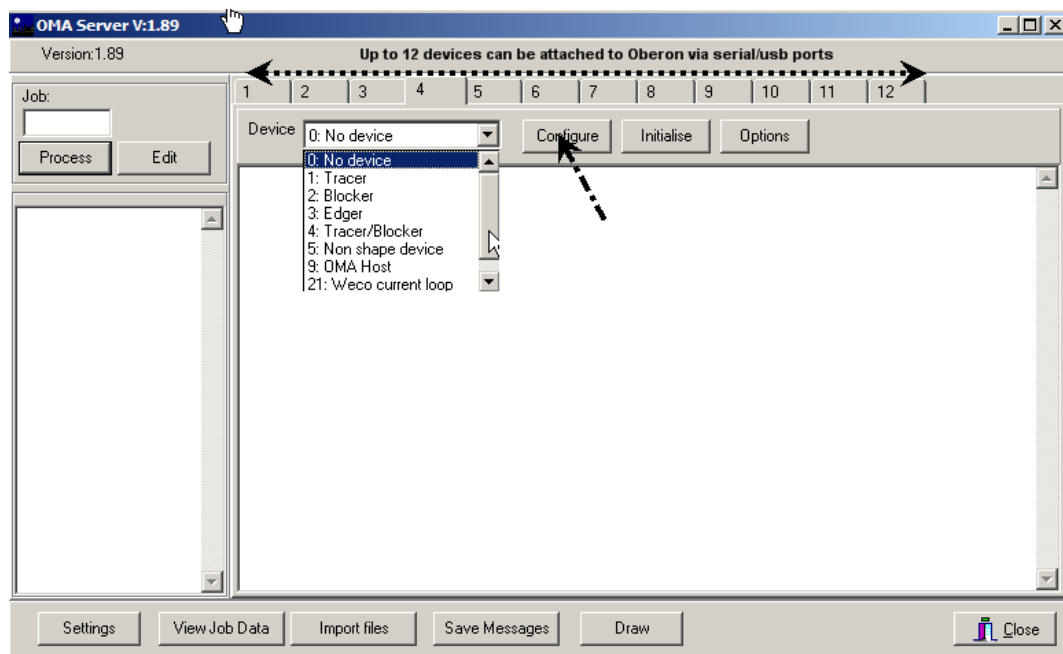 OMA Server V:1.89
Version:1.89
Up to 12 devices can be attached to Oberon via serial/usb ports
Job:
Process Edit
1 2 3 4 5 6 7 8 9 10 11 12
Device 0: No device Configure Initialise Options
0: No device
1: Tracer
2: Blocker
3: Edger
4: Tracer/Blocker
5: Non shape device
9: OMA Host
21: Weco current loop
Settings View Job Data Import files Save Messages Draw Close